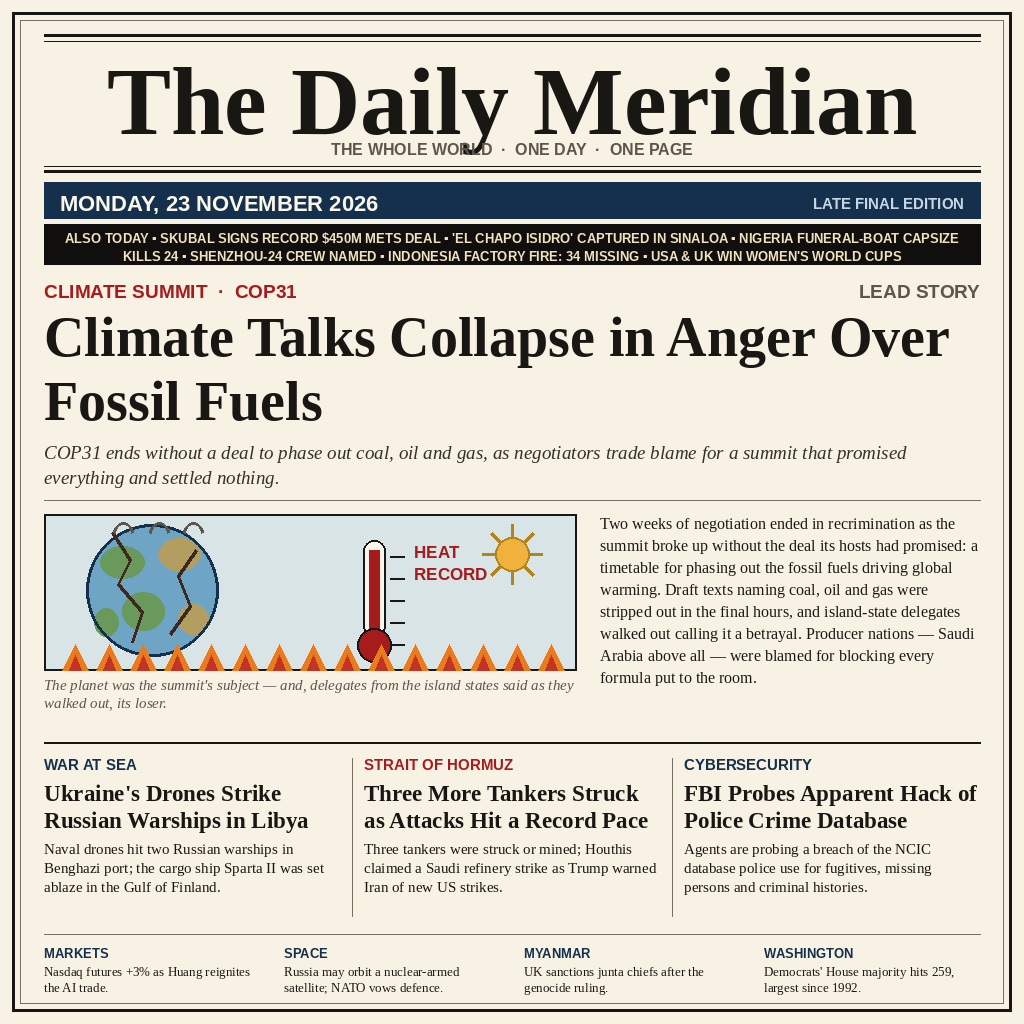 The Daily Meridian
THE WHOLE WORLD · ONE DAY · ONE PAGE
MONDAY, 23 NOVEMBER 2026
LATE FINAL EDITION
ALSO TODAY ▪ SKUBAL SIGNS RECORD $450M METS DEAL ▪ 'EL CHAPO ISIDRO' CAPTURED IN SINALOA ▪ NIGERIA FUNERAL-BOAT CAPSIZE
KILLS 24 ▪ SHENZHOU-24 CREW NAMED ▪ INDONESIA FACTORY FIRE: 34 MISSING ▪ USA & UK WIN WOMEN'S WORLD CUPS
CLIMATE SUMMIT · COP31
LEAD STORY
Climate Talks Collapse in Anger Over
Fossil Fuels
COP31 ends without a deal to phase out coal, oil and gas, as negotiators trade blame for a summit that promised
everything and settled nothing.
HEAT
RECORD
The planet was the summit's subject — and, delegates from the island states said as they
walked out, its loser.
Two weeks of negotiation ended in recrimination as the
summit broke up without the deal its hosts had promised: a
timetable for phasing out the fossil fuels driving global
warming. Draft texts naming coal, oil and gas were
stripped out in the final hours, and island-state delegates
walked out calling it a betrayal. Producer nations — Saudi
Arabia above all — were blamed for blocking every
formula put to the room.
WAR AT SEA
Ukraine's Drones Strike
Russian Warships in Libya
Naval drones hit two Russian warships in
Benghazi port; the cargo ship Sparta II was set
ablaze in the Gulf of Finland.
STRAIT OF HORMUZ
Three More Tankers Struck
as Attacks Hit a Record Pace
Three tankers were struck or mined; Houthis
claimed a Saudi refinery strike as Trump warned
Iran of new US strikes.
CYBERSECURITY
FBI Probes Apparent Hack of
Police Crime Database
Agents are probing a breach of the NCIC
database police use for fugitives, missing
persons and criminal histories.
MARKETS
Nasdaq futures +3% as Huang reignites
the AI trade.
SPACE
Russia may orbit a nuclear-armed
satellite; NATO vows defence.
MYANMAR
UK sanctions junta chiefs after the
genocide ruling.
WASHINGTON
Democrats' House majority hits 259,
largest since 1992.